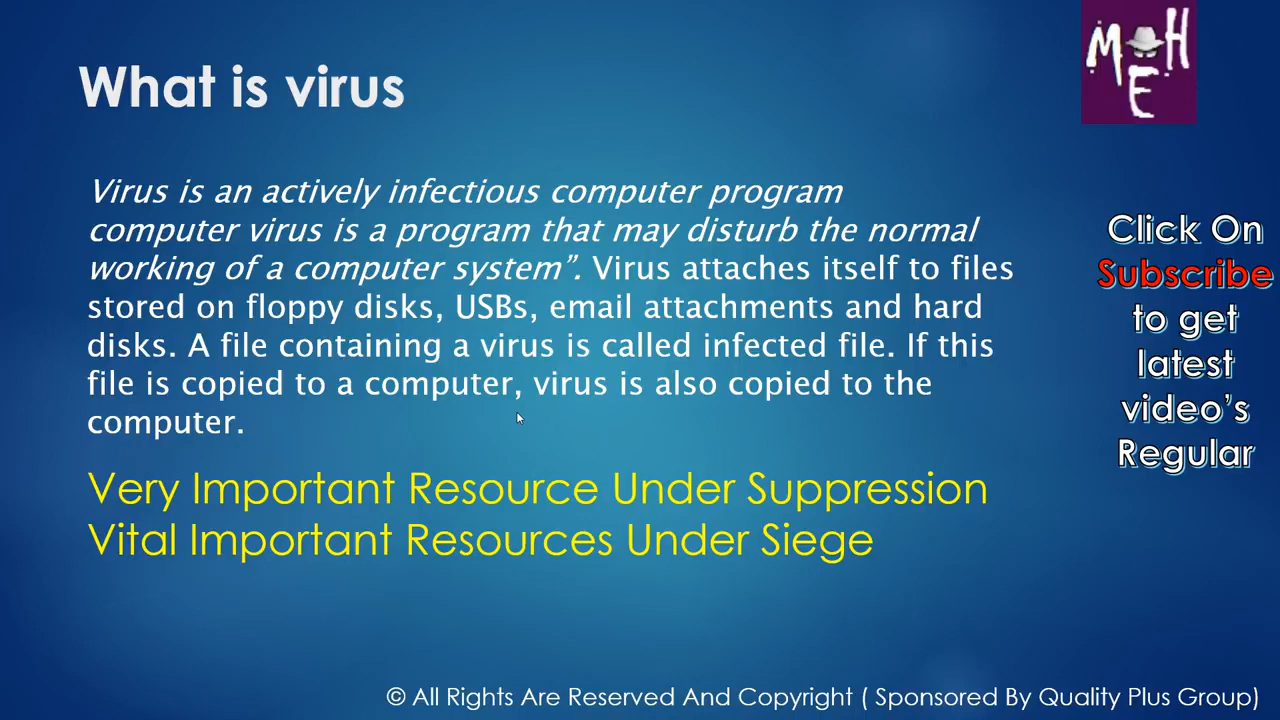 What is virus
M H
E
Virus is an actively infectious computer program
computer virus is a program that may disturb the normal
working of a computer system”. Virus attaches itself to files
stored on floppy disks, USBs, email attachments and hard
disks. A file containing a virus is called infected file. If this
file is copied to a computer, virus is also copied to the
computer.
Very Important Resource Under Suppression
Vital Important Resources Under Siege
Click On
Subscribe
to get
latest
video’s
Regular
© All Rights Are Reserved And Copyright ( Sponsored By Quality Plus Group)